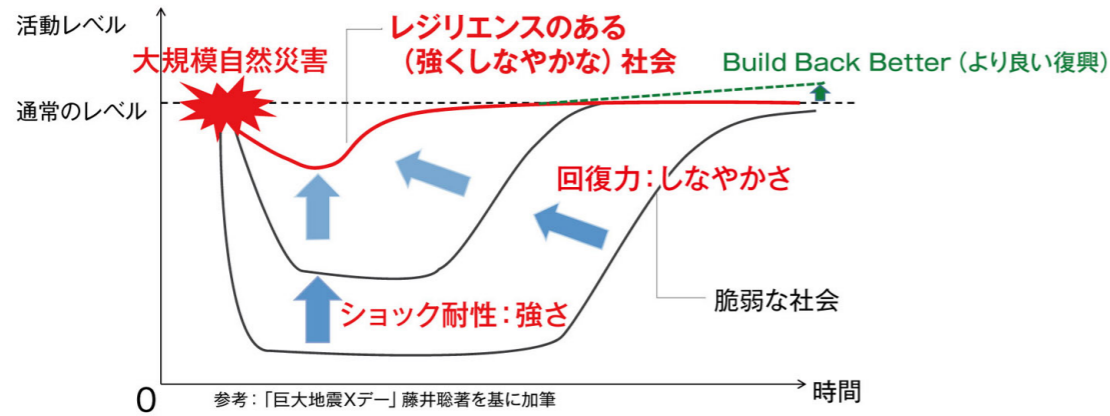 活動レベル
大規模自然災害
通常のレベル
レジリエンスのある
(強くしなやかな)社会
Build Back Better(より良い復興)
回復力:しなやかさ
ショック耐性:強さ
脆弱な社会
0
時間
参考:「巨大地震Xデー」藤井聡著を基に加筆